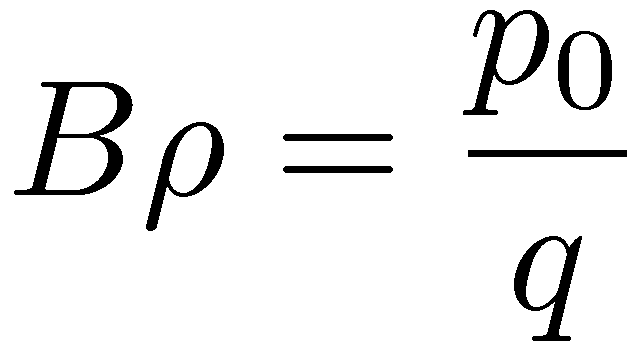 Bρ = p₀/q